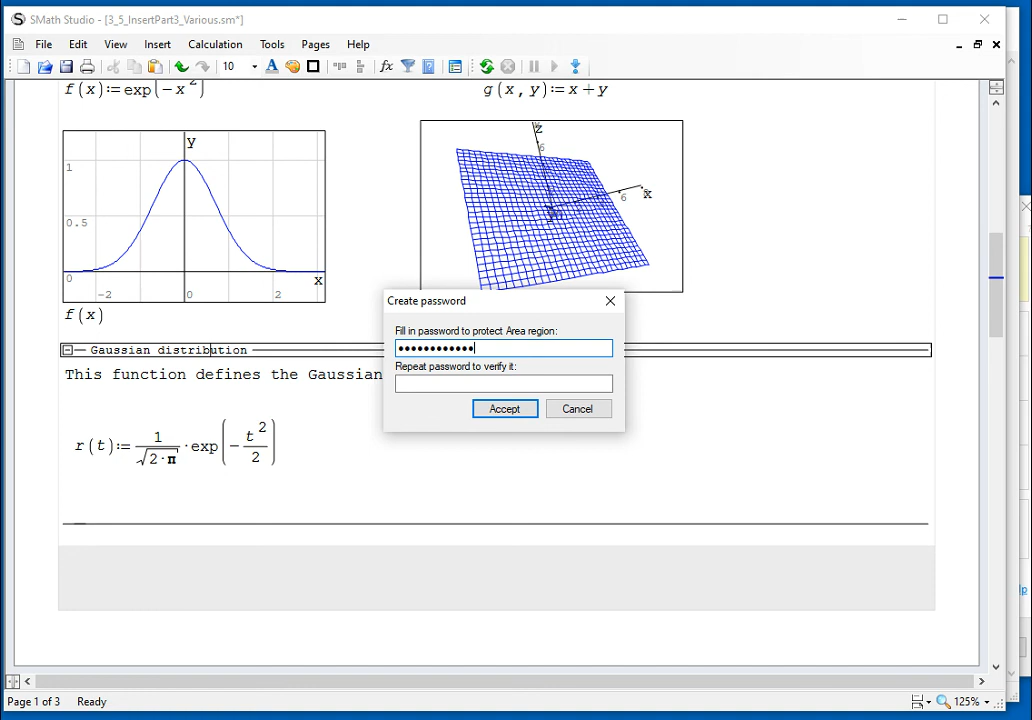 SMath Studio - [3_5_InsertPart3_Various.sm*]
File Edit View Insert Calculation Tools Pages Help
10
f(x):=exp(-x²)
g(x,y):=x+y
y
1
0.5
0
-2 0 2
x
f(x)
z
6
6
x
Create password
Fill in password to protect Area region:
••••••••••••
Repeat password to verify it:
Accept Cancel
Gaussian distribution
This function defines the Gaussian
r(t):=1/√(2·π)·exp(-t²/2)
Page 1 of 3 Ready
125%